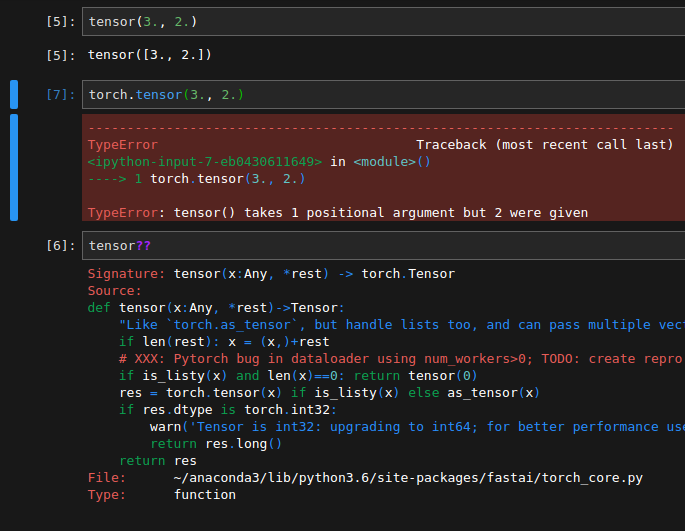 [5]: tensor(3., 2.)
[5]: tensor([3., 2.])
[7]: torch.tensor(3., 2.)
---------------------------------------------------------------------------
TypeError                                 Traceback (most recent call last)
<ipython-input-7-eb0430611649> in <module>()
----> 1 torch.tensor(3., 2.)
TypeError: tensor() takes 1 positional argument but 2 were given
[6]: tensor??
Signature: tensor(x:Any, *rest) -> torch.Tensor
Source:
def tensor(x:Any, *rest)->Tensor:
    "Like `torch.as_tensor`, but handle lists too, and can pass multiple vect
    if len(rest): x = (x,)+rest
    # XXX: Pytorch bug in dataloader using num_workers>0; TODO: create repro
    if is_listy(x) and len(x)==0: return tensor(0)
    res = torch.tensor(x) if is_listy(x) else as_tensor(x)
    if res.dtype is torch.int32:
        warn('Tensor is int32: upgrading to int64; for better performance use
        return res.long()
    return res
File:      ~/anaconda3/lib/python3.6/site-packages/fastai/torch_core.py
Type:      function